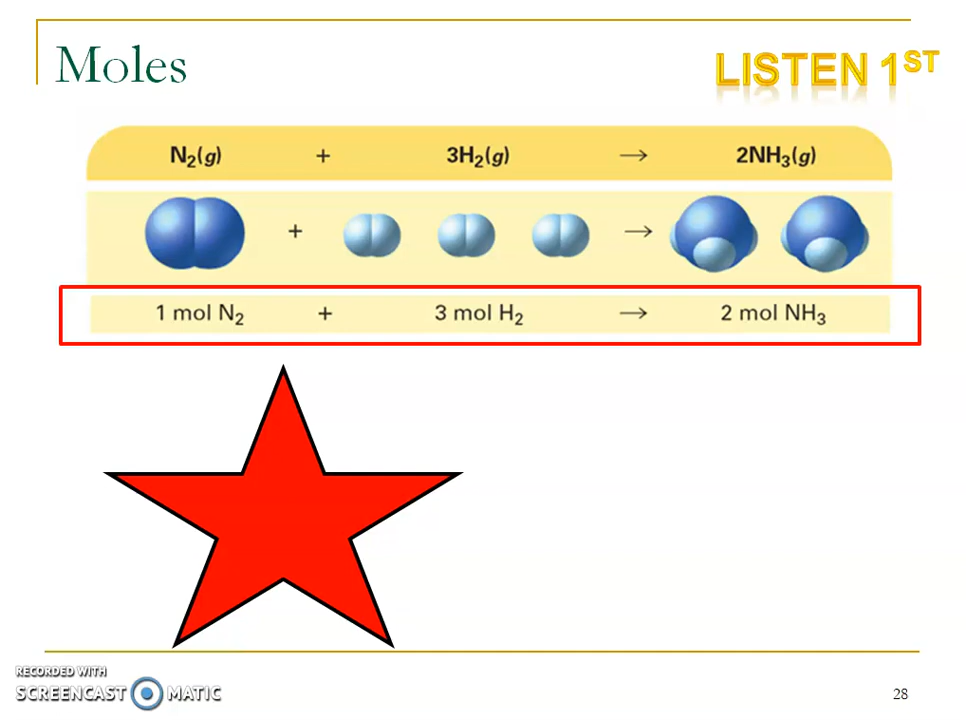 Moles
LISTEN 1ST
N₂(g) + 3H₂(g) → 2NH₃(g)
+ →
1 mol N₂ + 3 mol H₂ → 2 mol NH₃
RECORDED WITH
SCREENCAST MATIC
28